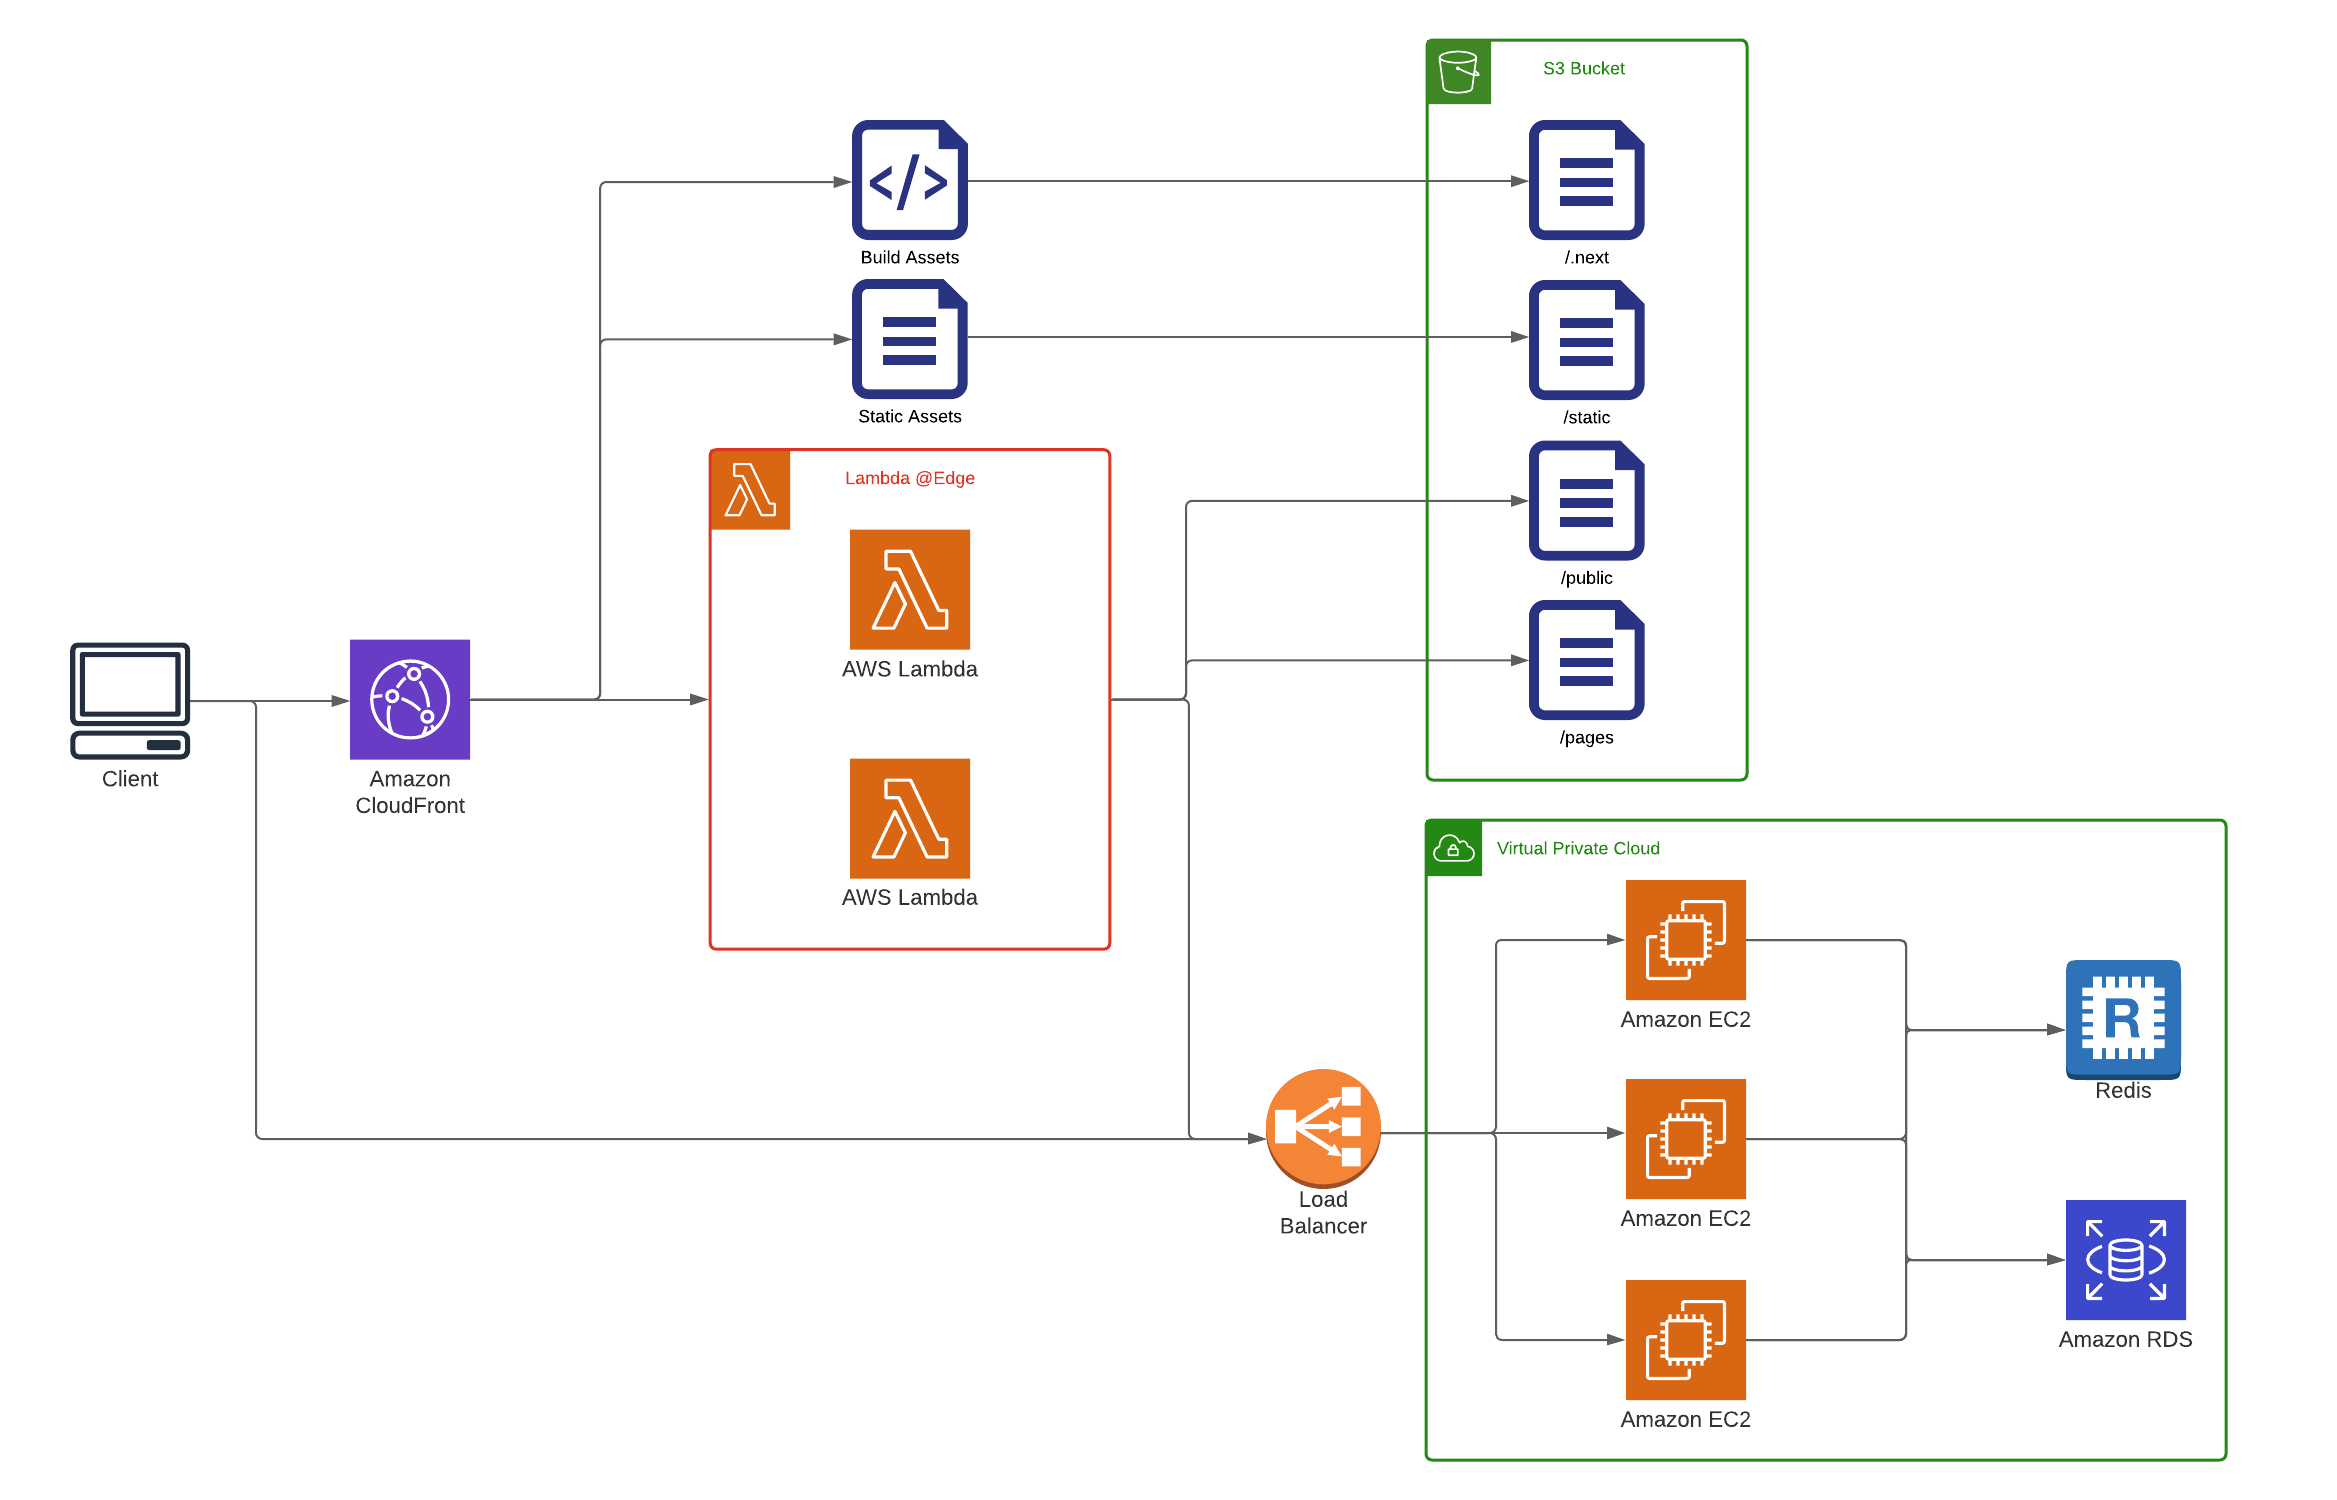 S3 Bucket
</>
Build Assets
/.next
Static Assets
/static
Lambda @Edge
/public
AWS Lambda
/pages
Client
Amazon
CloudFront
AWS Lambda
Virtual Private Cloud
Amazon EC2
R
Redis
Load
Balancer
Amazon EC2
Amazon RDS
Amazon EC2